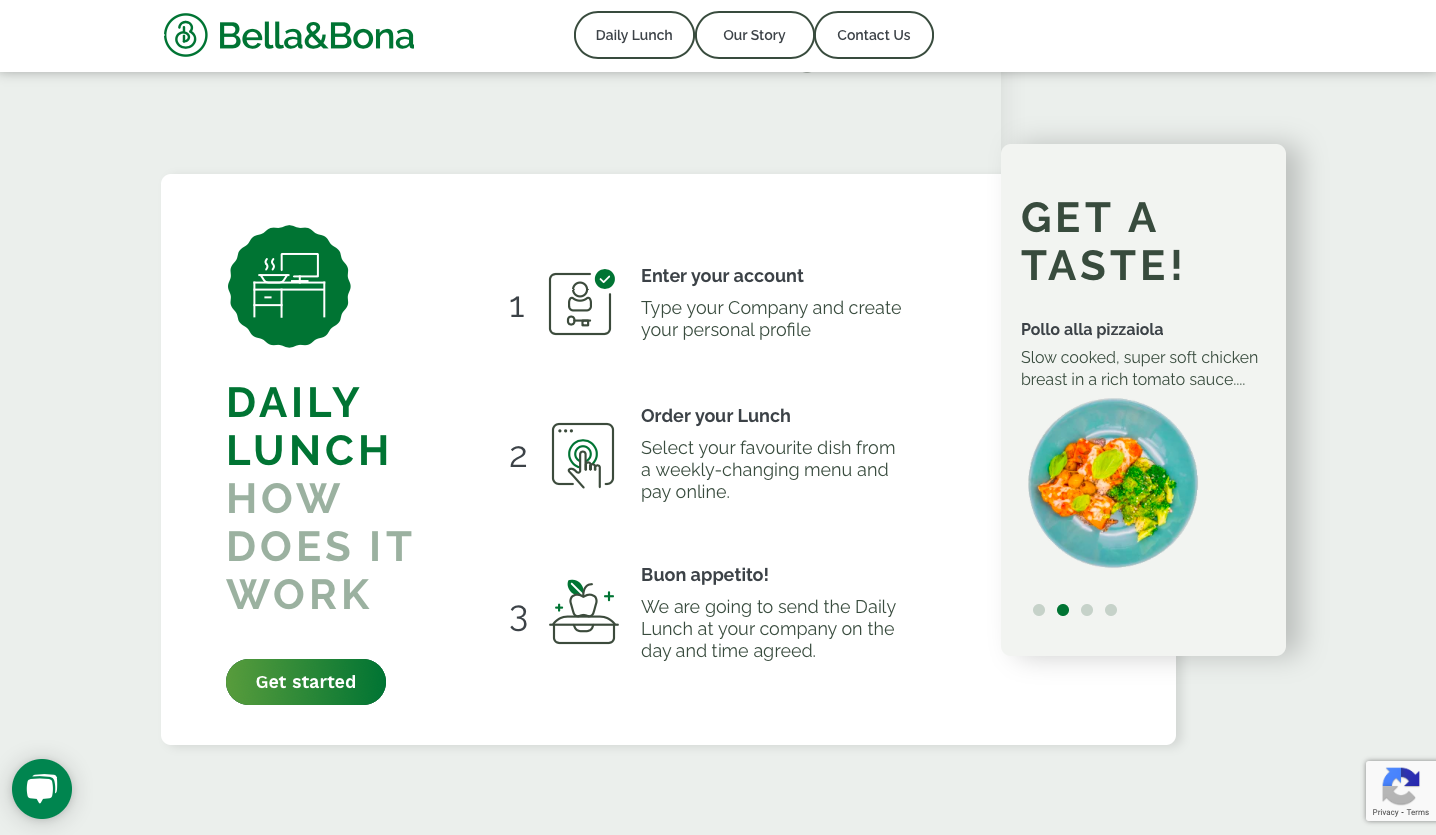 Bella&Bona
Daily Lunch
Our Story
Contact Us
DAILY
LUNCH
HOW
DOES IT
WORK
Get started
1
Enter your account
Type your Company and create
your personal profile
2
Order your Lunch
Select your favourite dish from
a weekly-changing menu and
pay online.
3
Buon appetito!
We are going to send the Daily
Lunch at your company on the
day and time agreed.
GET A
TASTE!
Pollo alla pizzaiola
Slow cooked, super soft chicken
breast in a rich tomato sauce....
Privacy - Terms